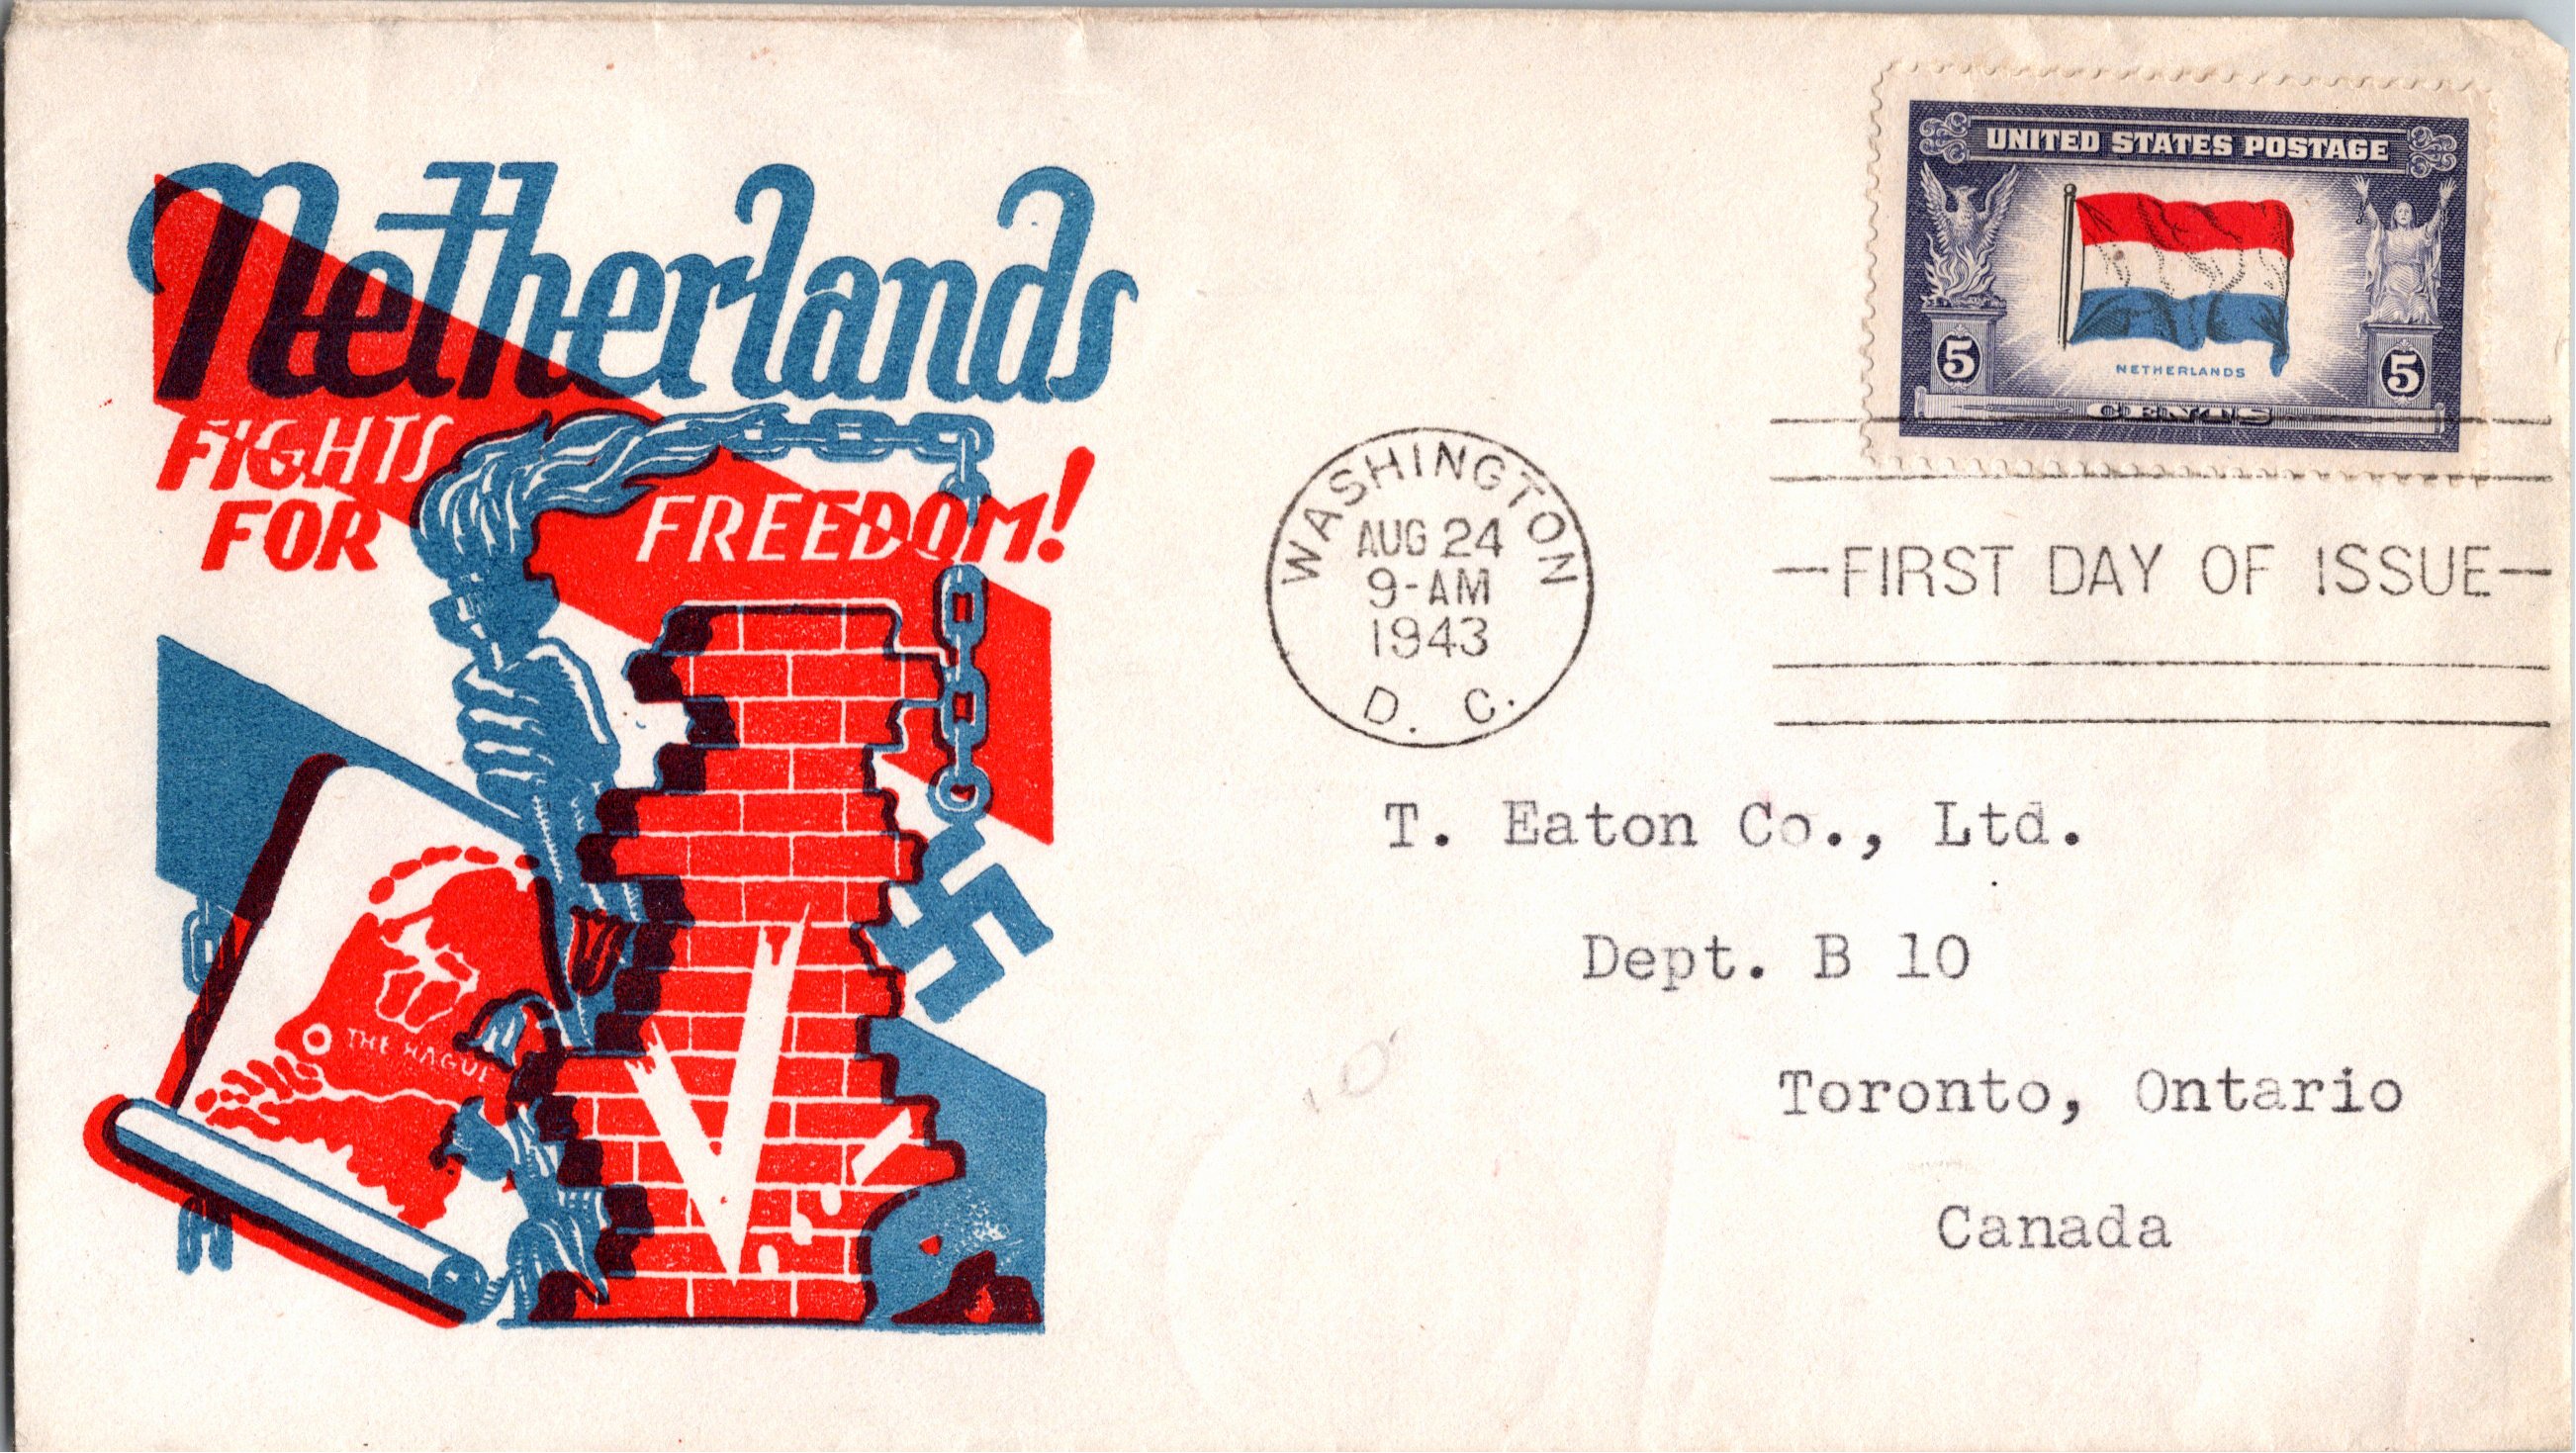 Netherlands
FIGHTS
FOR FREEDOM!
THE HAGUE
V
UNITED STATES POSTAGE
NETHERLANDS
5 5
CENTS
WASHINGTON
AUG 24
9-AM
1943
D. C.
—FIRST DAY OF ISSUE—
T. Eaton Co., Ltd.
Dept. B 10
Toronto, Ontario
Canada